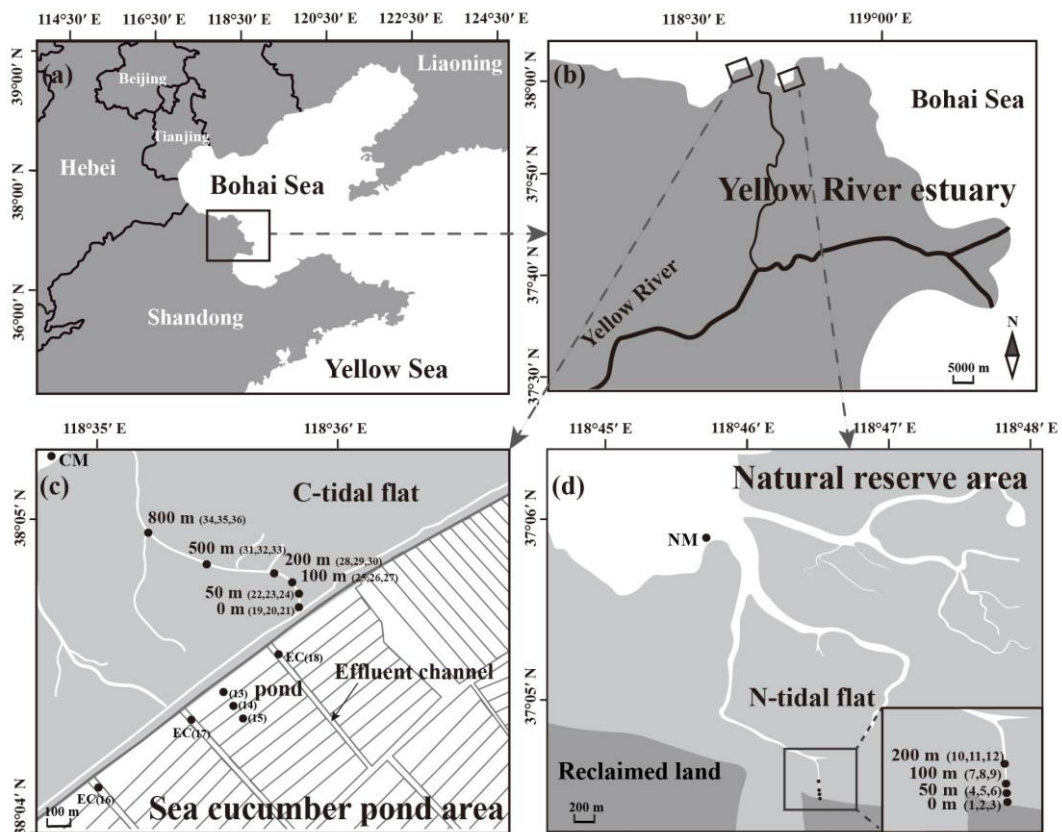 114°30′ E
116°30′ E
118°30′ E
120°30′ E
122°30′ E
124°30′ E
39°00′ N
38°00′ N
36°00′ N
(a)
Beijing
Tianjing
Hebei
Liaoning
Bohai Sea
Shandong
Yellow Sea
118°30′ E
119°00′ E
38°00′ N
37°50′ N
37°40′ N
37°30′ N
(b)
Bohai Sea
Yellow River estuary
Yellow River
N
5000 m
118°35′ E
118°36′ E
38°05′ N
38°04′ N
CM
(c)
C-tidal flat
800 m (34,35,36)
500 m (31,32,33)
200 m (28,29,30)
100 m (25,26,27)
50 m (22,23,24)
0 m (19,20,21)
EC(18)
Effluent channel
(13)
pond
(14)
(15)
EC(17)
EC(16)
100 m
Sea cucumber pond area
118°45′ E
118°46′ E
118°47′ E
118°48′ E
37°06′ N
37°05′ N
(d)
Natural reserve area
NM
N-tidal flat
Reclaimed land
200 m
200 m (10,11,12)
100 m (7,8,9)
50 m (4,5,6)
0 m (1,2,3)